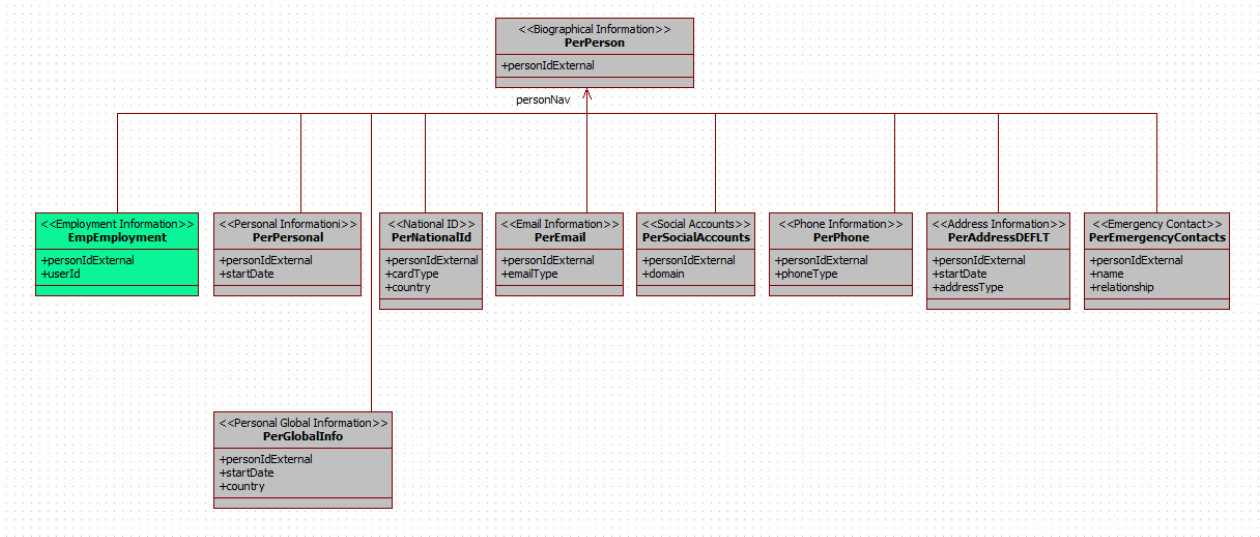 <<Biographical Information>>
PerPerson
+personIdExternal
personNav
<<Employment Information>>
EmpEmployment
+personIdExternal
+userId
<<Personal Informationi>>
PerPersonal
+personIdExternal
+startDate
<<National ID>>
PerNationalId
+personIdExternal
+cardType
+country
<<Email Information>>
PerEmail
+personIdExternal
+emailType
<<Social Accounts>>
PerSocialAccounts
+personIdExternal
+domain
<<Phone Information>>
PerPhone
+personIdExternal
+phoneType
<<Address Information>>
PerAddressDEFLT
+personIdExternal
+startDate
+addressType
<<Emergency Contact>>
PerEmergencyContacts
+personIdExternal
+name
+relationship
<<Personal Global Information>>
PerGlobalInfo
+personIdExternal
+startDate
+country